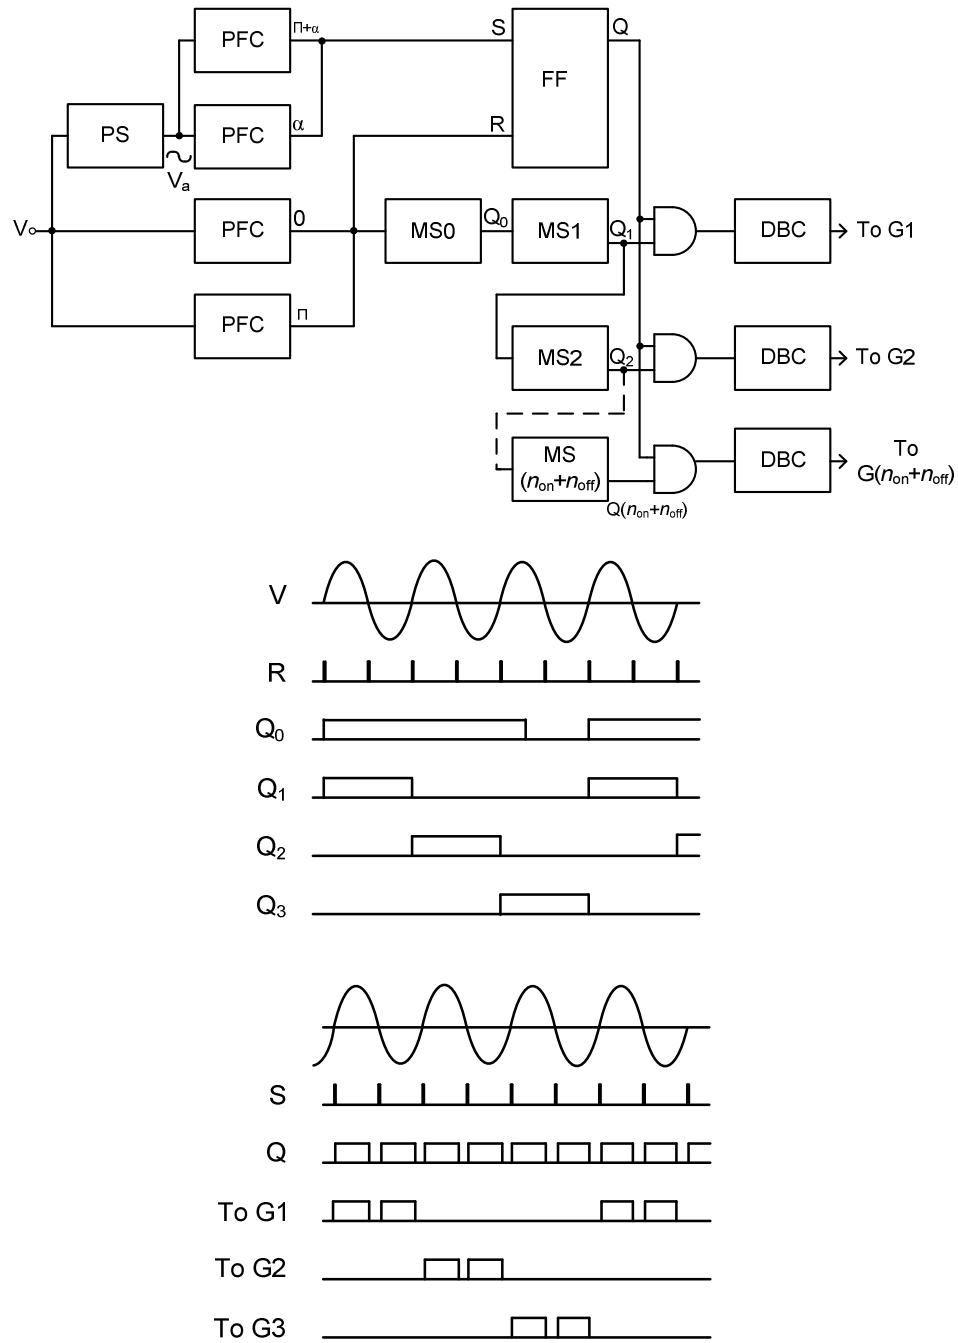 PFC
Π+α
S
Q
FF
PS
PFC
α
R
Va
V
PFC
0
MS0
Q0
MS1
Q1
DBC
To G1
PFC
Π
MS2
Q2
DBC
To G2
MS
(non+noff)
Q(non+noff)
DBC
To
G(non+noff)
V
R
Q0
Q1
Q2
Q3
S
Q
To G1
To G2
To G3